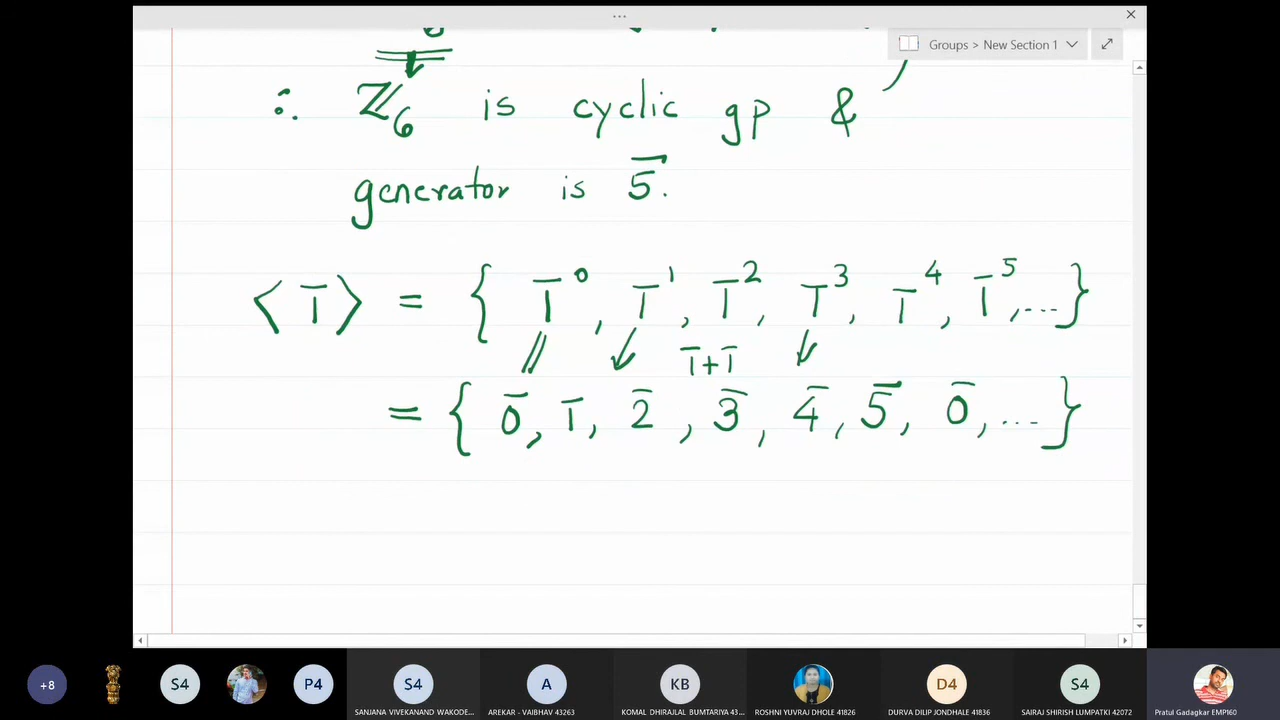 Groups > New Section 1
∴ ℤ₆ is cyclic gp &
generator is 5̅.
⟨ 1̅ ⟩ = { 1̅⁰, 1̅¹, 1̅², 1̅³, 1̅⁴, 1̅⁵, ... }
1̅+1̅
= { 0̅, 1̅, 2̅, 3̅, 4̅, 5̅, 0̅, ... }
+8 S4 P4 S4 A KB D4 S4
SANJANA VIVEKANAND WAKODE... AREKAR - VAIBHAV 43263 KOMAL DHIRAJLAL BUMTARIYA 43... ROSHNI YUVRAJ DHOLE 41826 DURVA DILIP JONDHALE 41836 SAIRAJ SHIRISH LUMPATKI 42072 Pratul Gadagkar EMP160